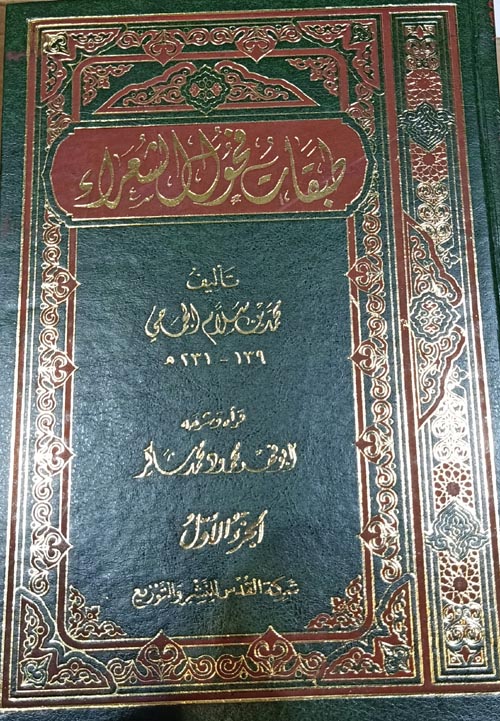 طبقات فحول الشعراء
تأليف
محمد بن سلام الجمحي
١٣٩ - ٢٣١ هـ
قرأه وشرحه
أبو فهر محمود محمد شاكر
الجزء الأول
شركة القدس للنشر والتوزيع